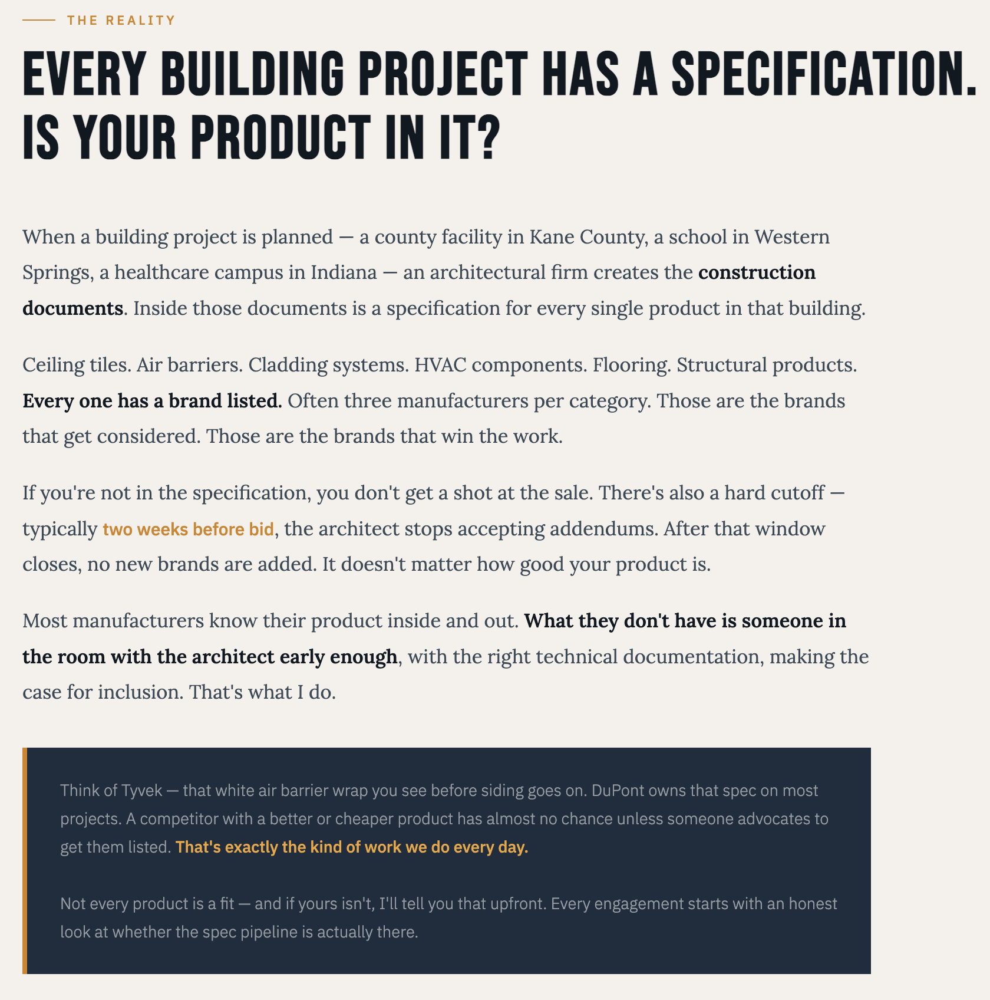 THE REALITY
EVERY BUILDING PROJECT HAS A SPECIFICATION.
IS YOUR PRODUCT IN IT?
When a building project is planned — a county facility in Kane County, a school in Western
Springs, a healthcare campus in Indiana — an architectural firm creates the construction
documents. Inside those documents is a specification for every single product in that building.
Ceiling tiles. Air barriers. Cladding systems. HVAC components. Flooring. Structural products.
Every one has a brand listed. Often three manufacturers per category. Those are the brands
that get considered. Those are the brands that win the work.
If you're not in the specification, you don't get a shot at the sale. There's also a hard cutoff —
typically two weeks before bid, the architect stops accepting addendums. After that window
closes, no new brands are added. It doesn't matter how good your product is.
Most manufacturers know their product inside and out. What they don't have is someone in
the room with the architect early enough, with the right technical documentation, making the
case for inclusion. That's what I do.
Think of Tyvek — that white air barrier wrap you see before siding goes on. DuPont owns that spec on most
projects. A competitor with a better or cheaper product has almost no chance unless someone advocates to
get them listed. That's exactly the kind of work we do every day.
Not every product is a fit — and if yours isn't, I'll tell you that upfront. Every engagement starts with an honest
look at whether the spec pipeline is actually there.